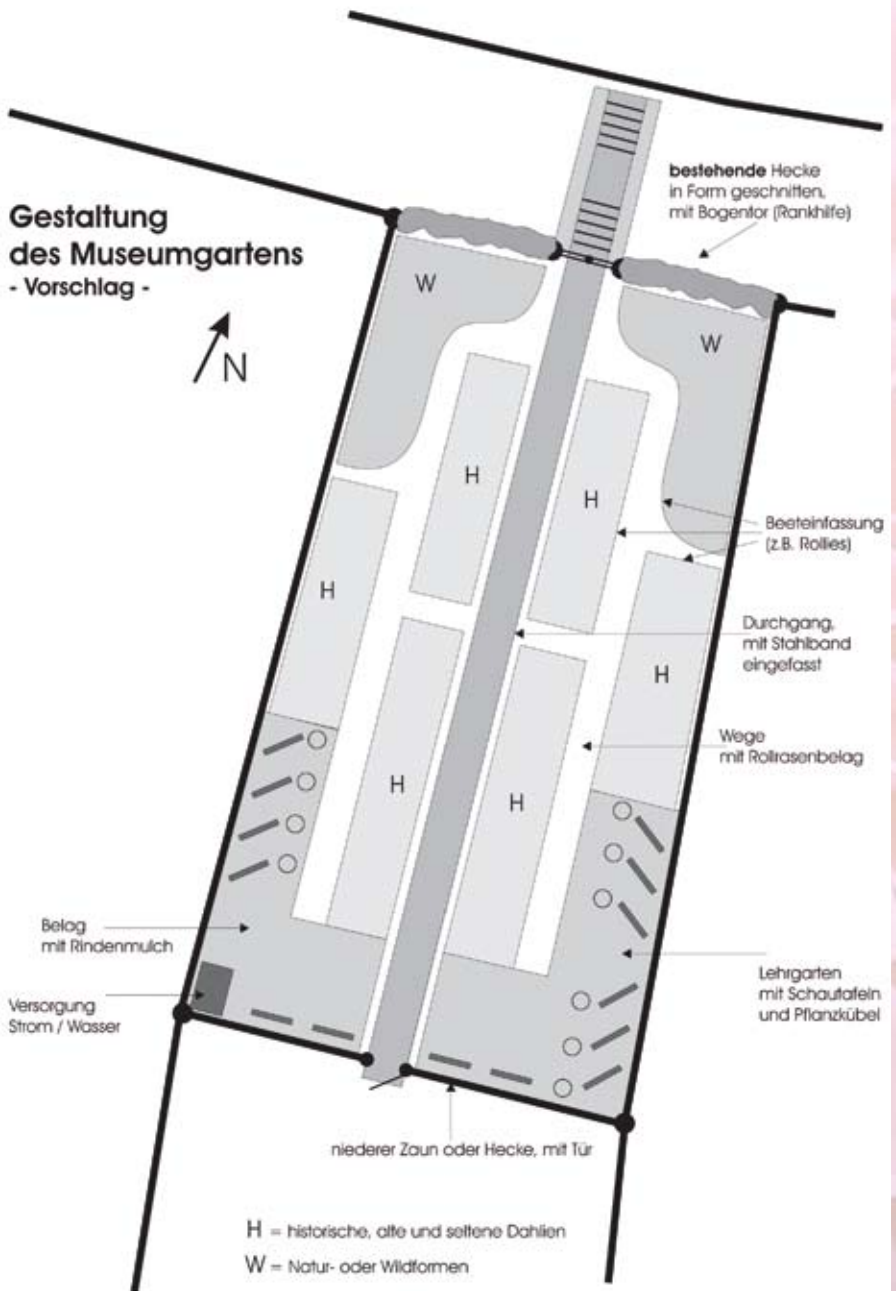 Gestaltung
des Museumgartens
- Vorschlag -
N
bestehende Hecke
in Form geschnitten,
mit Bogentor (Rankhilfe)
W
W
H
H
Beeteinfassung
(z.B. Rollies)
H
Durchgang,
mit Stahlband
eingefasst
H
Wege
mit Rollrasenbelag
H
H
Belag
mit Rindenmulch
Lehrgarten
mit Schautafeln
und Pflanzkübel
Versorgung
Strom / Wasser
niederer Zaun oder Hecke, mit Tür
H = historische, alte und seltene Dahlien
W = Natur- oder Wildformen